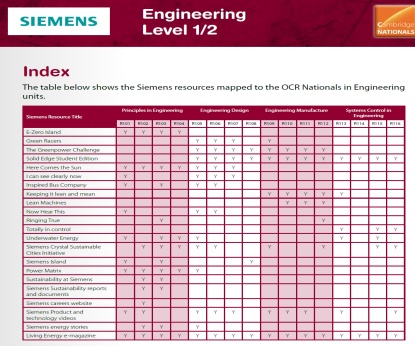 SIEMENS
Engineering
Level 1/2
Cambridge
NATIONALS
Index
The table below shows the Siemens resources mapped to the OCR Nationals in Engineering
units.
Siemens Resource Title Principles in Engineering Engineering Design Engineering Manufacture Systems Control in Engineering
R101 R102 R103 R104 R105 R106 R107 R108 R109 R110 R111 R112 R113 R114 R115 R116
E-Zero Island Y Y Y Y
Green Racers Y Y Y Y
The Greenpower Challenge Y Y Y Y Y Y Y Y
Solid Edge Student Edition Y Y Y Y Y Y Y Y Y Y Y Y
Here Comes the Sun Y Y Y Y Y Y Y
I can see clearly now Y Y Y Y
Inspired Bus Company Y Y Y Y
Keeping it lean and mean Y Y Y Y Y
Lean Machines Y Y Y
Now Hear This Y Y Y
Ringing True Y Y
Totally in control Y Y Y
Underwater Energy Y Y Y Y Y Y Y
Siemens Crystal Sustainable Y Y Y Y Y Y Y Y Y
Cities Initiative
Siemens Island Y Y Y
Power Matrix Y Y Y Y Y
Sustainability at Siemens Y Y
Siemens Sustainability reports Y Y
and documents
Siemens careers website Y
Siemens Product and Y Y Y Y Y Y Y Y Y Y
technology videos
Siemens energy stories Y Y Y
Living Energy e-magazine Y Y Y Y Y Y Y Y Y Y Y Y Y Y Y Y